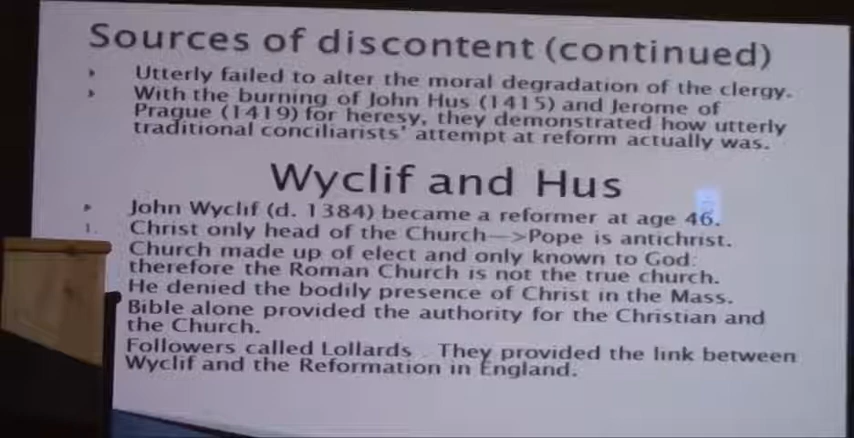 Sources of discontent (continued)
Utterly failed to alter the moral degradation of the clergy.
With the burning of John Hus (1415) and Jerome of
Prague (1419) for heresy, they demonstrated how utterly
traditional conciliarists' attempt at reform actually was.
Wyclif and Hus
John Wyclif (d. 1384) became a reformer at age 46.
1. Christ only head of the Church—>Pope is antichrist.
Church made up of elect and only known to God:
therefore the Roman Church is not the true church.
He denied the bodily presence of Christ in the Mass.
Bible alone provided the authority for the Christian and
the Church.
Followers called Lollards . They provided the link between
Wyclif and the Reformation in England.